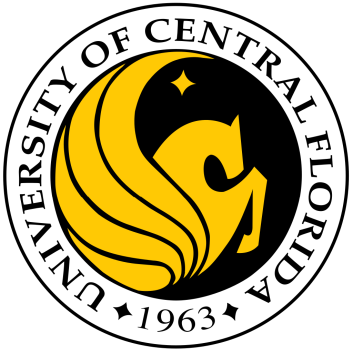 UNIVERSITY OF CENTRAL FLORIDA
1963